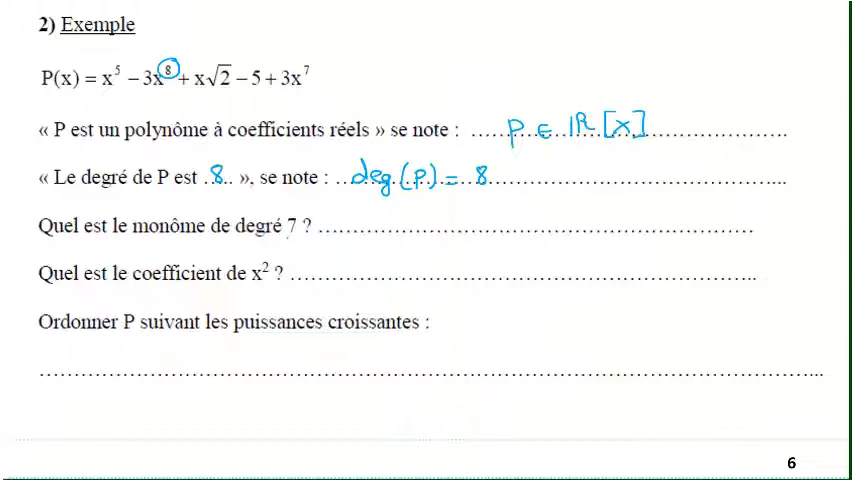 2) Exemple
P(x) = x⁵ − 3x⁸ + x√2 − 5 + 3x⁷
« P est un polynôme à coefficients réels » se note : ..... P ∈ ℝ[X] .....
« Le degré de P est .8.. », se note : ... deg(P) = 8 ......
Quel est le monôme de degré 7 ? ......
Quel est le coefficient de x² ? ......
Ordonner P suivant les puissances croissantes :
......
6